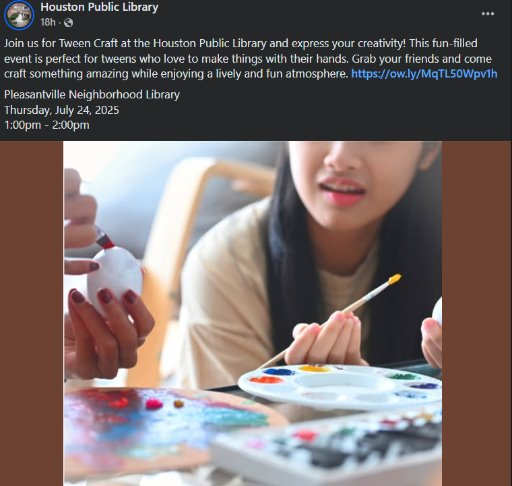 Houston Public Library
18h ·
Join us for Tween Craft at the Houston Public Library and express your creativity! This fun-filled
event is perfect for tweens who love to make things with their hands. Grab your friends and come
craft something amazing while enjoying a lively and fun atmosphere. https://ow.ly/MqTL50Wpv1h
Pleasantville Neighborhood Library
Thursday, July 24, 2025
1:00pm - 2:00pm